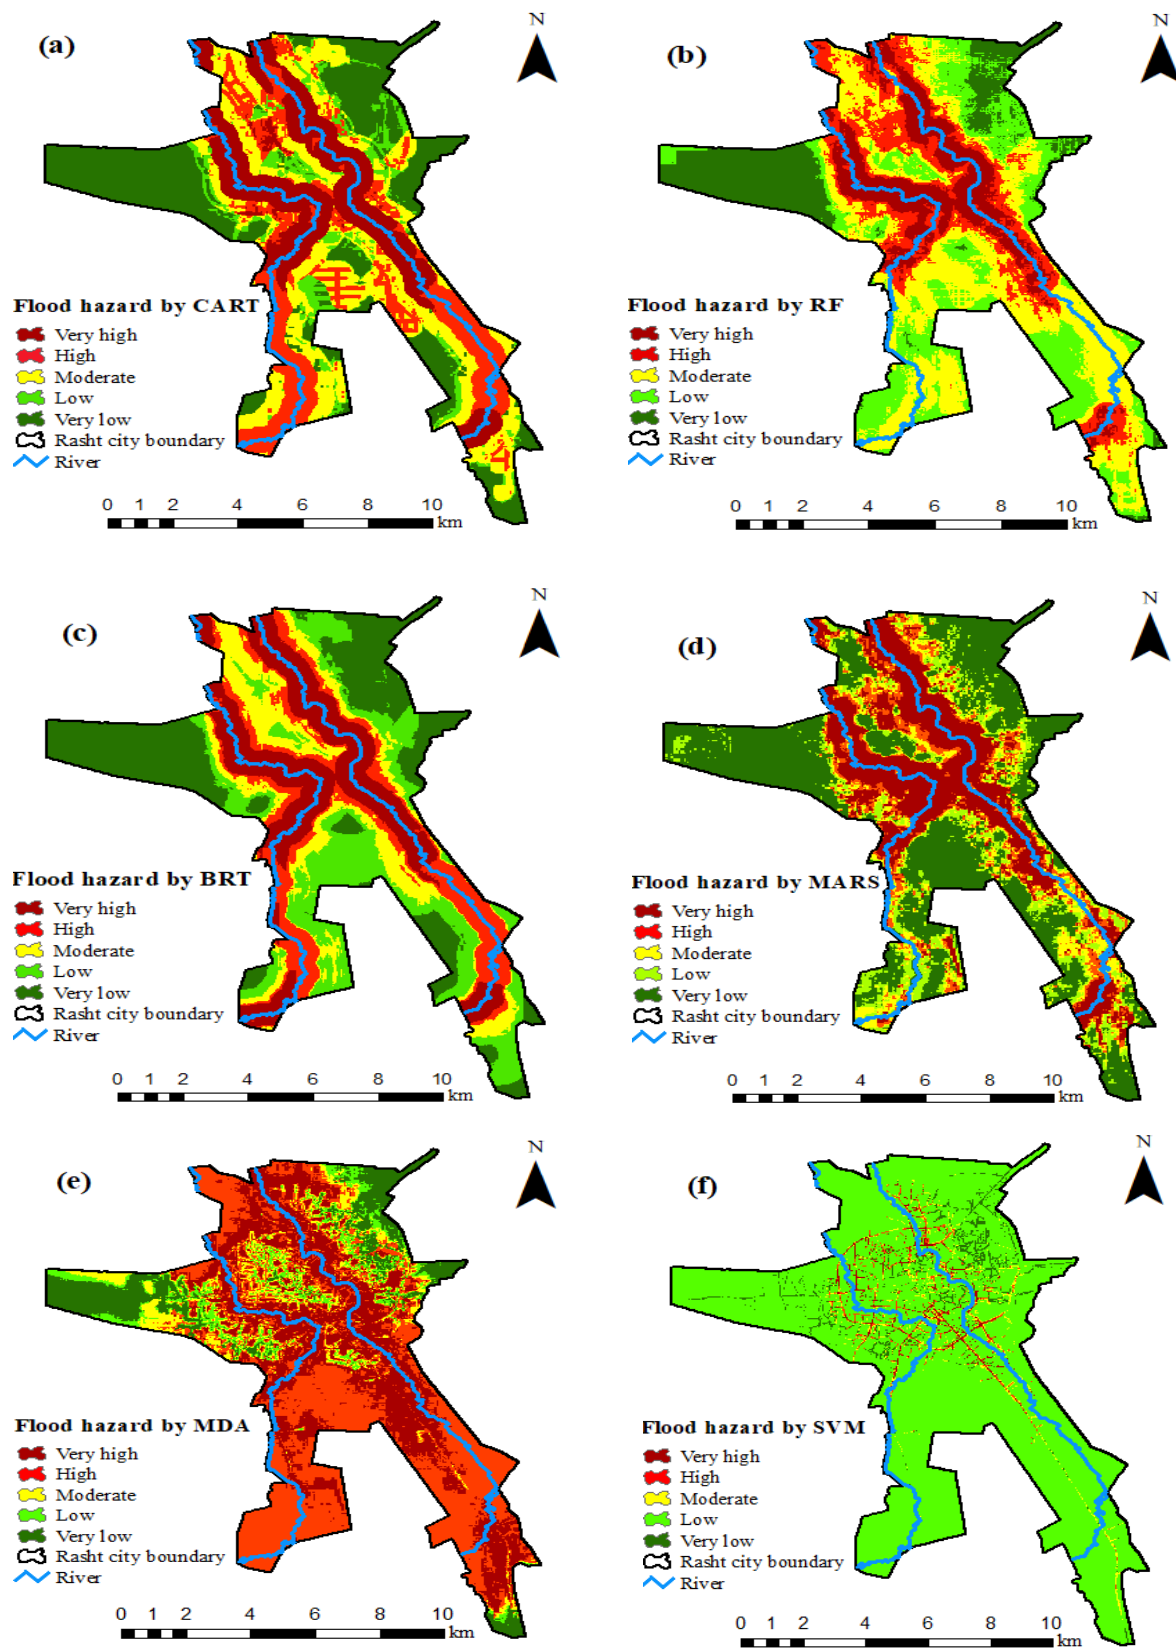 (a)
N
Flood hazard by CART
Very high
High
Moderate
Low
Very low
Rasht city boundary
River
0 1 2 4 6 8 10
km
(b)
N
Flood hazard by RF
Very high
High
Moderate
Low
Very low
Rasht city boundary
River
0 1 2 4 6 8 10
km
(c)
N
Flood hazard by BRT
Very high
High
Moderate
Low
Very low
Rasht city boundary
River
0 1 2 4 6 8 10
km
(d)
N
Flood hazard by MARS
Very high
High
Moderate
Low
Very low
Rasht city boundary
River
0 1 2 4 6 8 10
km
(e)
N
Flood hazard by MDA
Very high
High
Moderate
Low
Very low
Rasht city boundary
River
0 1 2 4 6 8 10
km
(f)
N
Flood hazard by SVM
Very high
High
Moderate
Low
Very low
Rasht city boundary
River
0 1 2 4 6 8 10
km